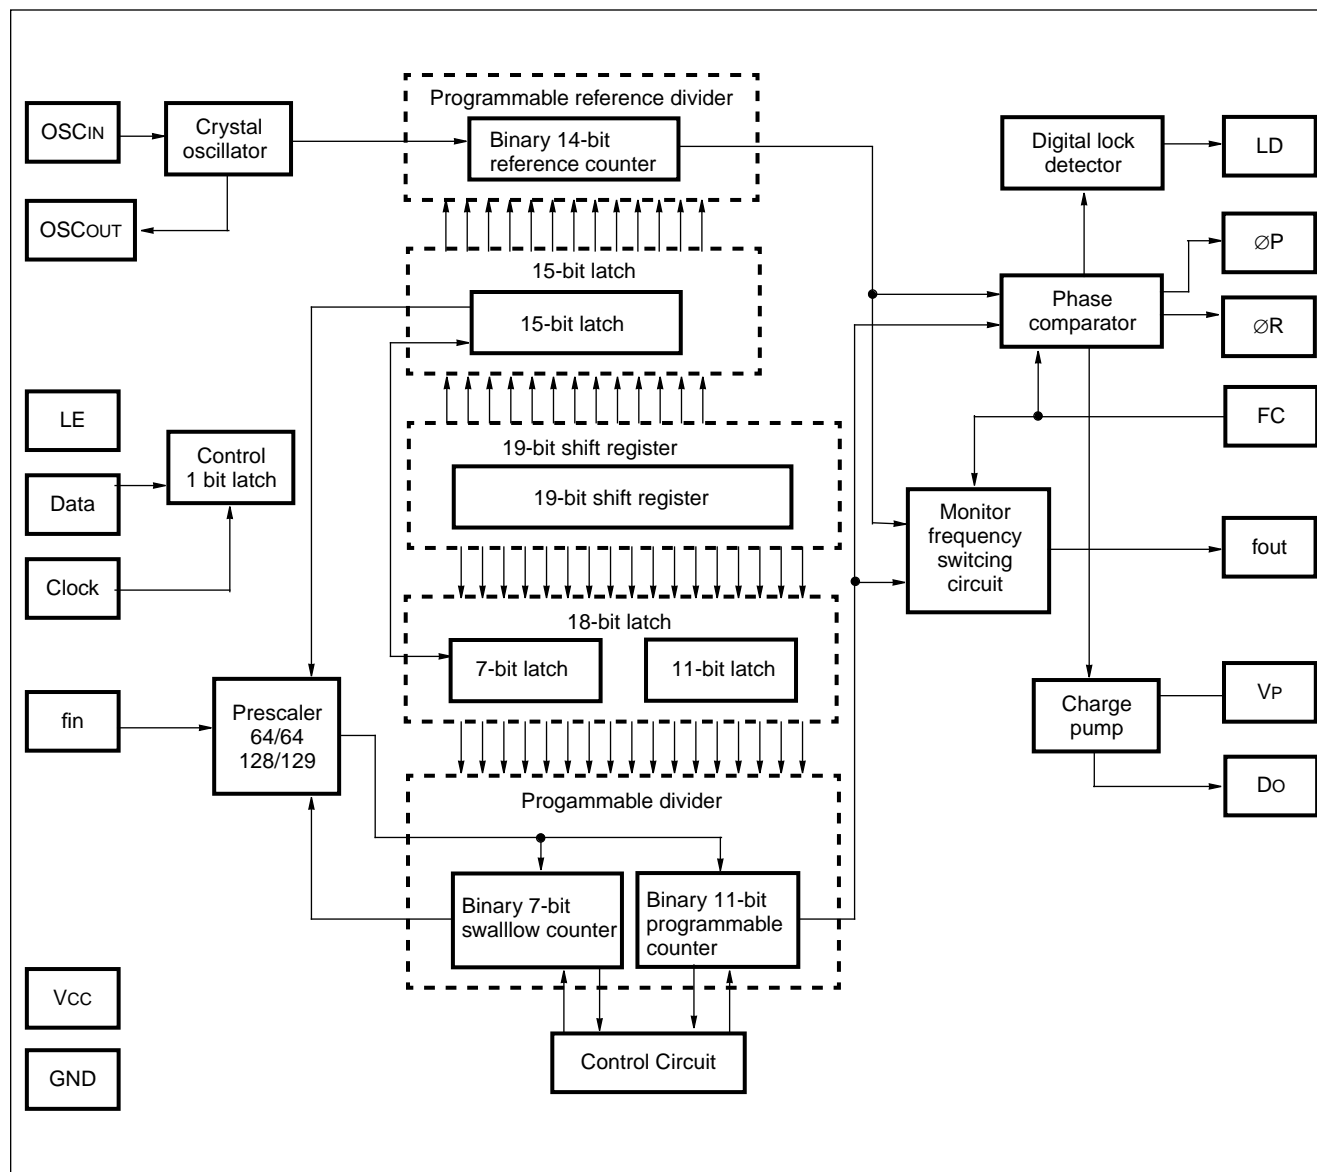 Programmable reference divider
OSCIN
Crystal
oscillator
Binary 14-bit
reference counter
Digital lock
detector
LD
OSCOUT
∅P
15-bit latch
15-bit latch
Phase
comparator
∅R
LE
FC
Control
1 bit latch
19-bit shift register
19-bit shift register
Data
Monitor
frequency
switcing
circuit
fout
Clock
18-bit latch
7-bit latch
11-bit latch
fin
Prescaler
64/64
128/129
Charge
pump
VP
DO
Progammable divider
Binary 7-bit
swalllow counter
Binary 11-bit
programmable
counter
VCC
Control Circuit
GND